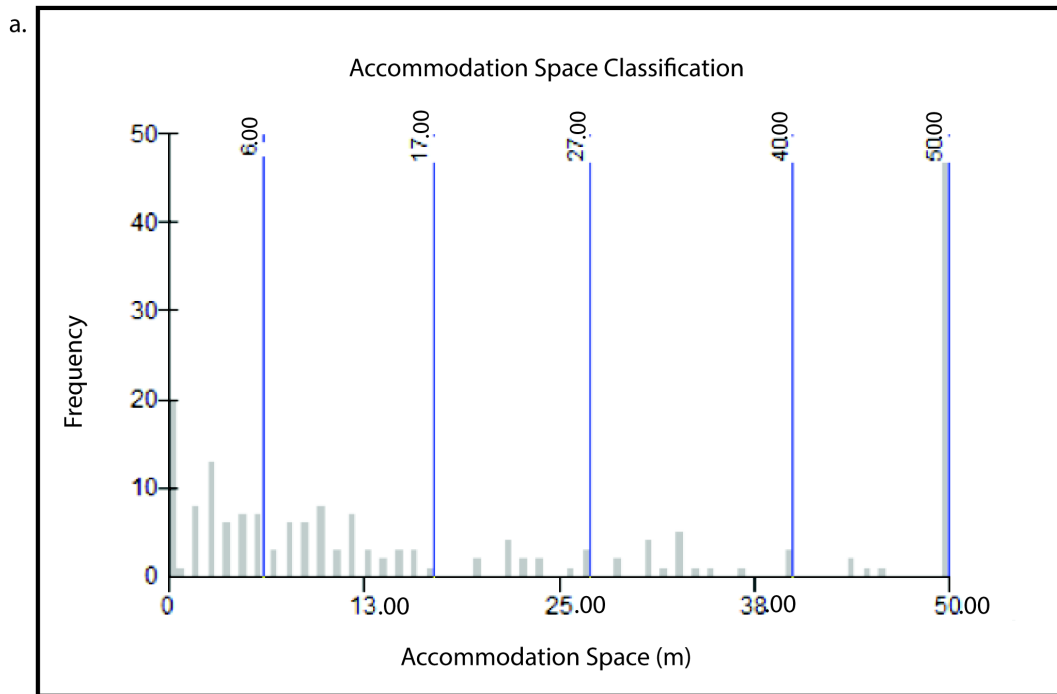 a.
Accommodation Space Classification
6.00
17.00
27.00
40.00
50.00
50
40
30
20
10
0
Frequency
0 13.00 25.00 38.00 50.00
Accommodation Space (m)